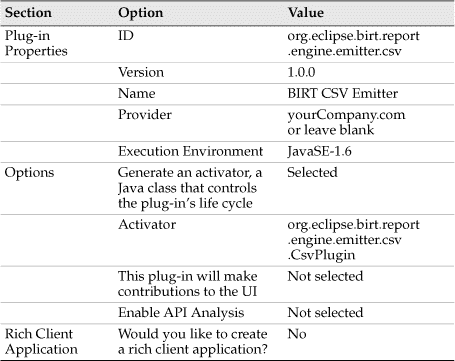 Section Option Value
Plug-in ID org.eclipse.birt.report
Properties .engine.emitter.csv
Version 1.0.0
Name BIRT CSV Emitter
Provider yourCompany.com
or leave blank
Execution Environment JavaSE-1.6
Options Generate an activator, a Selected
Java class that controls
the plug-in's life cycle
Activator org.eclipse.birt.report
.engine.emitter.csv
.CsvPlugin
This plug-in will make Not selected
contributions to the UI
Enable API Analysis Not selected
Rich Client Would you like to create No
Application a rich client application?